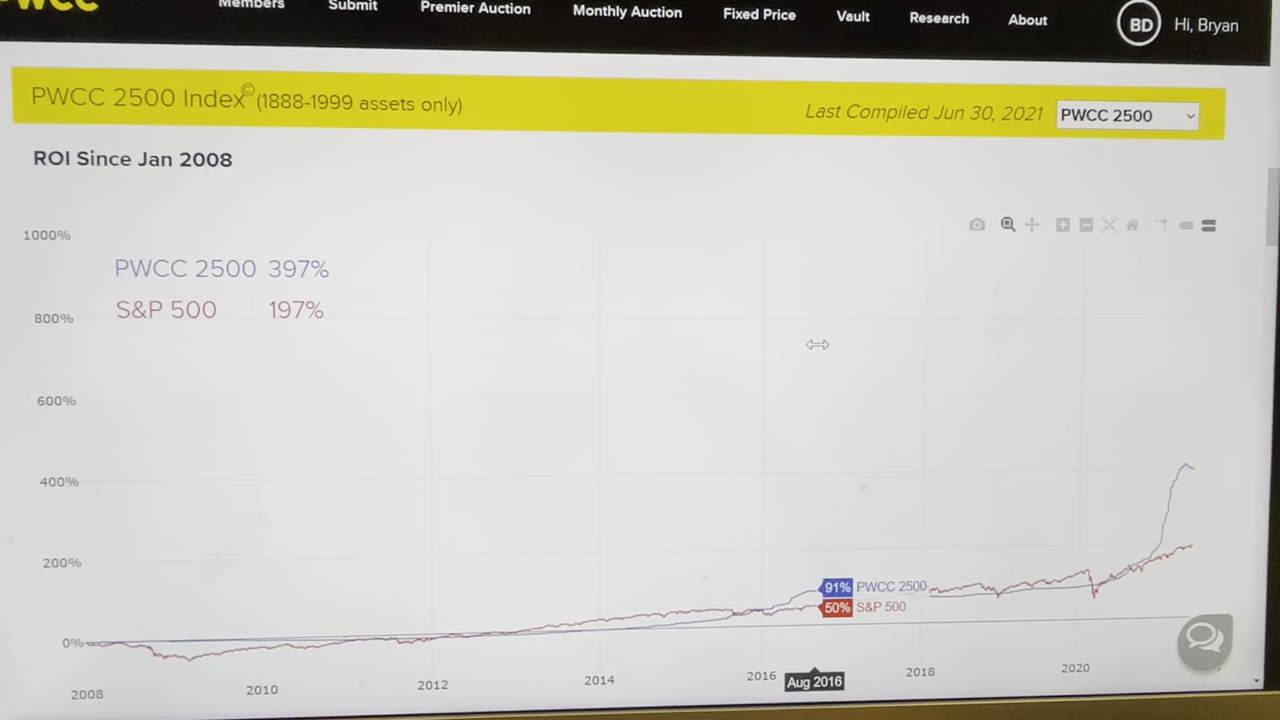 PWCC
Members Submit Premier Auction Monthly Auction Fixed Price Vault Research About BD Hi, Bryan
PWCC 2500 Index© (1888-1999 assets only) Last Compiled Jun 30, 2021 PWCC 2500
ROI Since Jan 2008
1000%
PWCC 2500 397%
S&P 500 197%
800%
600%
400%
200%
91% PWCC 2500
50% S&P 500
0%
2008 2010 2012 2014 2016 Aug 2016 2018 2020